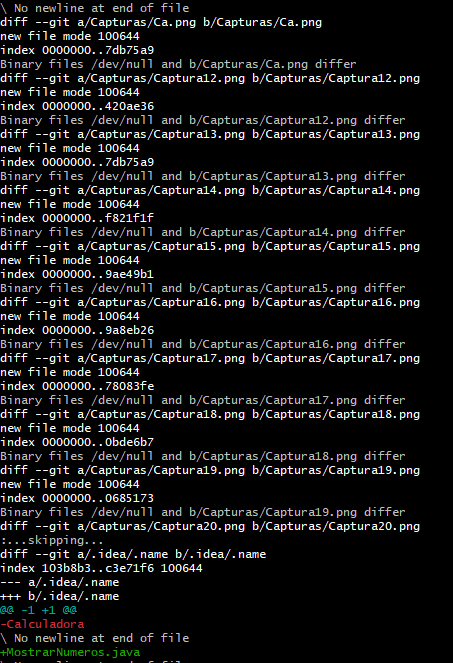 \ No newline at end of file
diff --git a/Capturas/Ca.png b/Capturas/Ca.png
new file mode 100644
index 0000000..7db75a9
Binary files /dev/null and b/Capturas/Ca.png differ
diff --git a/Capturas/Captura12.png b/Capturas/Captura12.png
new file mode 100644
index 0000000..420ae36
Binary files /dev/null and b/Capturas/Captura12.png differ
diff --git a/Capturas/Captura13.png b/Capturas/Captura13.png
new file mode 100644
index 0000000..7db75a9
Binary files /dev/null and b/Capturas/Captura13.png differ
diff --git a/Capturas/Captura14.png b/Capturas/Captura14.png
new file mode 100644
index 0000000..f821f1f
Binary files /dev/null and b/Capturas/Captura14.png differ
diff --git a/Capturas/Captura15.png b/Capturas/Captura15.png
new file mode 100644
index 0000000..9ae49b1
Binary files /dev/null and b/Capturas/Captura15.png differ
diff --git a/Capturas/Captura16.png b/Capturas/Captura16.png
new file mode 100644
index 0000000..9a8eb26
Binary files /dev/null and b/Capturas/Captura16.png differ
diff --git a/Capturas/Captura17.png b/Capturas/Captura17.png
new file mode 100644
index 0000000..78083fe
Binary files /dev/null and b/Capturas/Captura17.png differ
diff --git a/Capturas/Captura18.png b/Capturas/Captura18.png
new file mode 100644
index 0000000..0bde6b7
Binary files /dev/null and b/Capturas/Captura18.png differ
diff --git a/Capturas/Captura19.png b/Capturas/Captura19.png
new file mode 100644
index 0000000..0685173
Binary files /dev/null and b/Capturas/Captura19.png differ
diff --git a/Capturas/Captura20.png b/Capturas/Captura20.png
:...skipping...
diff --git a/.idea/.name b/.idea/.name
index 103b8b3..c3e71f6 100644
--- a/.idea/.name
+++ b/.idea/.name
@@ -1 +1 @@
-Calculadora
\ No newline at end of file
+MostrarNumeros.java
\ No newline at end of file